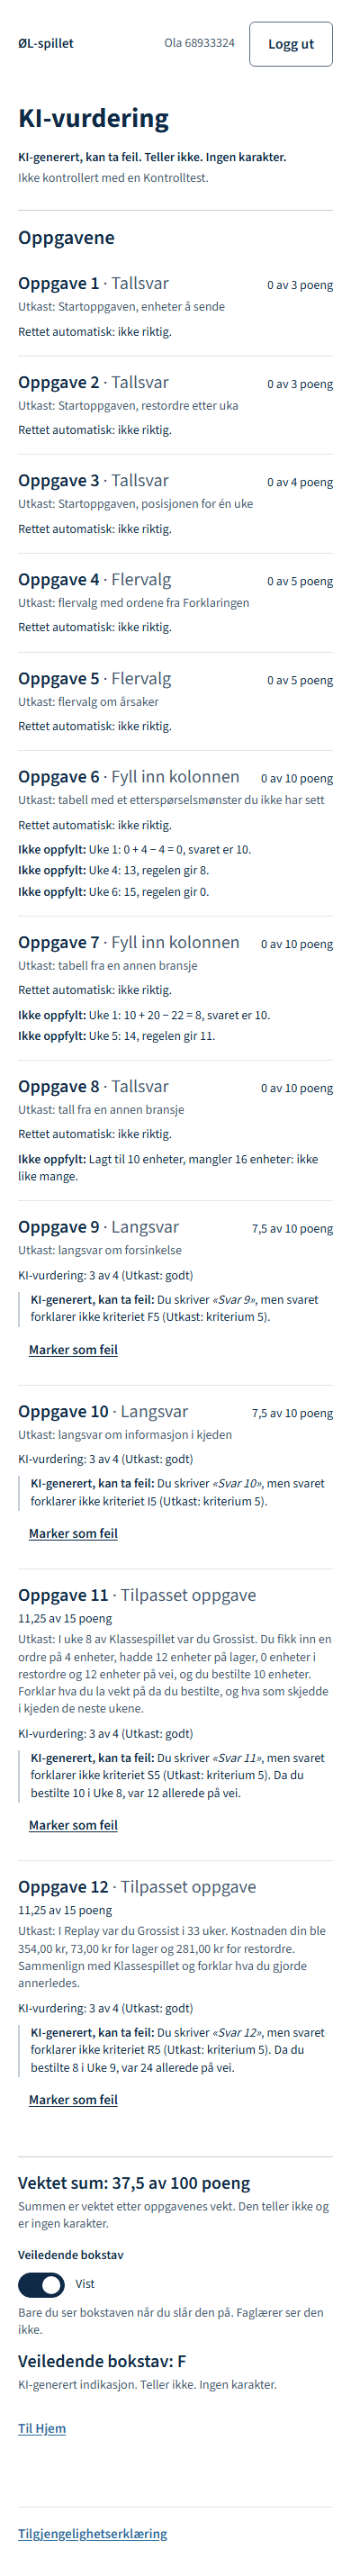 ØL-spillet
Ola 68933324
Logg ut
KI-vurdering
KI-generert, kan ta feil. Teller ikke. Ingen karakter.
Ikke kontrollert med en Kontrolltest.
Oppgavene
Oppgave 1 · Tallsvar
0 av 3 poeng
Utkast: Startoppgaven, enheter å sende
Rettet automatisk: ikke riktig.
Oppgave 2 · Tallsvar
0 av 3 poeng
Utkast: Startoppgaven, restordre etter uka
Rettet automatisk: ikke riktig.
Oppgave 3 · Tallsvar
0 av 4 poeng
Utkast: Startoppgaven, posisjonen for én uke
Rettet automatisk: ikke riktig.
Oppgave 4 · Flervalg
0 av 5 poeng
Utkast: flervalg med ordene fra Forklaringen
Rettet automatisk: ikke riktig.
Oppgave 5 · Flervalg
0 av 5 poeng
Utkast: flervalg om årsaker
Rettet automatisk: ikke riktig.
Oppgave 6 · Fyll inn kolonnen
0 av 10 poeng
Utkast: tabell med et etterspørselsmønster du ikke har sett
Rettet automatisk: ikke riktig.
Ikke oppfylt: Uke 1: 0 + 4 − 4 = 0, svaret er 10.
Ikke oppfylt: Uke 4: 13, regelen gir 8.
Ikke oppfylt: Uke 6: 15, regelen gir 0.
Oppgave 7 · Fyll inn kolonnen
0 av 10 poeng
Utkast: tabell fra en annen bransje
Rettet automatisk: ikke riktig.
Ikke oppfylt: Uke 1: 10 + 20 − 22 = 8, svaret er 10.
Ikke oppfylt: Uke 5: 14, regelen gir 11.
Oppgave 8 · Tallsvar
0 av 10 poeng
Utkast: tall fra en annen bransje
Rettet automatisk: ikke riktig.
Ikke oppfylt: Lagt til 10 enheter, mangler 16 enheter: ikke
like mange.
Oppgave 9 · Langsvar
7,5 av 10 poeng
Utkast: langsvar om forsinkelse
KI-vurdering: 3 av 4 (Utkast: godt)
KI-generert, kan ta feil: Du skriver «Svar 9», men svaret
forklarer ikke kriteriet F5 (Utkast: kriterium 5).
Marker som feil
Oppgave 10 · Langsvar
7,5 av 10 poeng
Utkast: langsvar om informasjon i kjeden
KI-vurdering: 3 av 4 (Utkast: godt)
KI-generert, kan ta feil: Du skriver «Svar 10», men svaret
forklarer ikke kriteriet I5 (Utkast: kriterium 5).
Marker som feil
Oppgave 11 · Tilpasset oppgave
11,25 av 15 poeng
Utkast: I uke 8 av Klassespillet var du Grossist. Du fikk inn en
ordre på 4 enheter, hadde 12 enheter på lager, 0 enheter i
restordre og 12 enheter på vei, og du bestilte 10 enheter.
Forklar hva du la vekt på da du bestilte, og hva som skjedde
i kjeden de neste ukene.
KI-vurdering: 3 av 4 (Utkast: godt)
KI-generert, kan ta feil: Du skriver «Svar 11», men svaret
forklarer ikke kriteriet S5 (Utkast: kriterium 5). Da du
bestilte 10 i Uke 8, var 12 allerede på vei.
Marker som feil
Oppgave 12 · Tilpasset oppgave
11,25 av 15 poeng
Utkast: I Replay var du Grossist i 33 uker. Kostnaden din ble
354,00 kr, 73,00 kr for lager og 281,00 kr for restordre.
Sammenlign med Klassespillet og forklar hva du gjorde
annerledes.
KI-vurdering: 3 av 4 (Utkast: godt)
KI-generert, kan ta feil: Du skriver «Svar 12», men svaret
forklarer ikke kriteriet R5 (Utkast: kriterium 5). Da du
bestilte 8 i Uke 9, var 24 allerede på vei.
Marker som feil
Vektet sum: 37,5 av 100 poeng
Summen er vektet etter oppgavenes vekt. Den teller ikke og
er ingen karakter.
Veiledende bokstav
Vist
Bare du ser bokstaven når du slår den på. Faglærer ser den
ikke.
Veiledende bokstav: F
KI-generert indikasjon. Teller ikke. Ingen karakter.
Til Hjem
Tilgjengelighetserklæring